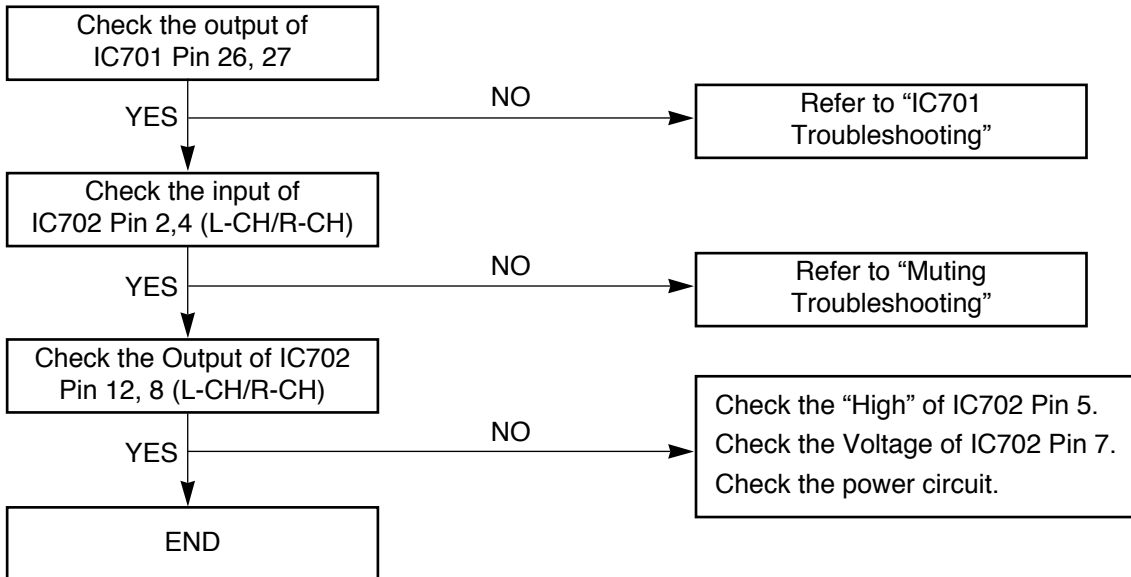 Check the output of
IC701 Pin 26, 27
NO
YES
Refer to “IC701
Troubleshooting”
Check the input of
IC702 Pin 2,4 (L-CH/R-CH)
NO
YES
Refer to “Muting
Troubleshooting”
Check the Output of IC702
Pin 12, 8 (L-CH/R-CH)
NO
YES
Check the “High” of IC702 Pin 5.
Check the Voltage of IC702 Pin 7.
Check the power circuit.
END